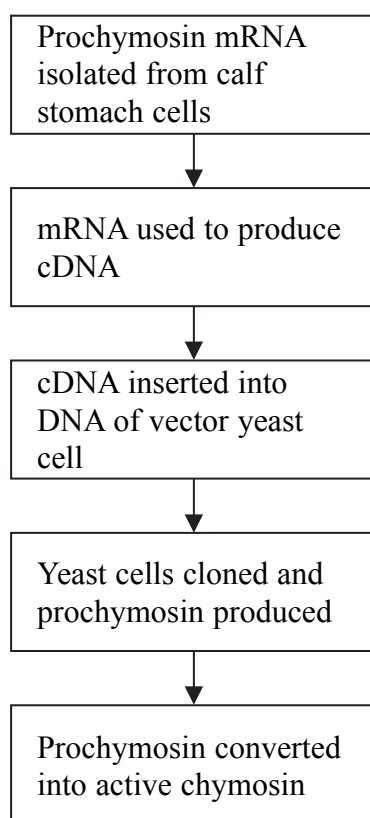 Prochymosin mRNA
isolated from calf
stomach cells
mRNA used to produce
cDNA
cDNA inserted into
DNA of vector yeast
cell
Yeast cells cloned and
prochymosin produced
Prochymosin converted
into active chymosin